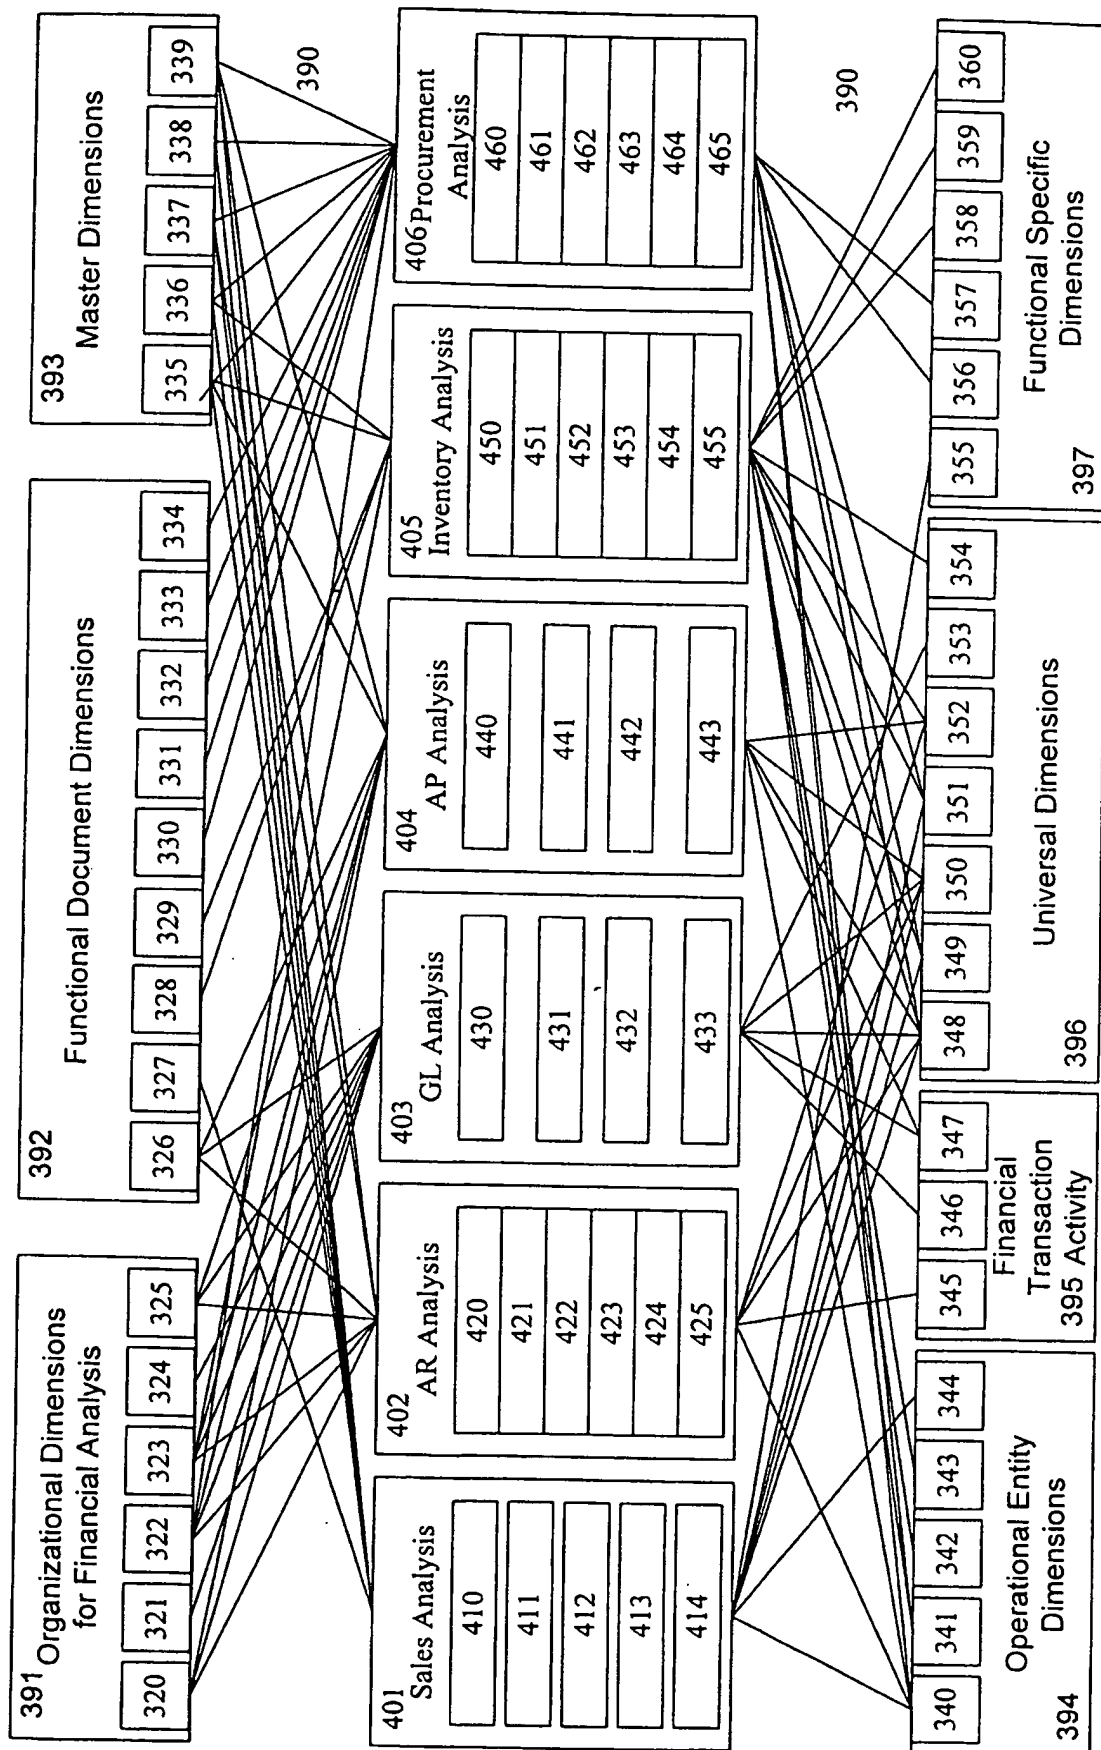 391 Organizational Dimensions
for Financial Analysis
320 321 322 323 324 325
392
Functional Document Dimensions
326 327 328 329 330 331 332 333 334
393
Master Dimensions
335 336 337 338 339
390
401
Sales Analysis
410
411
412
413
414
402
AR Analysis
420
421
422
423
424
425
403
GL Analysis
430
431
432
433
404
AP Analysis
440
441
442
443
405
Inventory Analysis
450
451
452
453
454
455
406 Procurement
Analysis
460
461
462
463
464
465
390
340 341 342 343 344
Operational Entity
Dimensions
394
345 346 347
Financial
Transaction
395 Activity
348 349 350 351 352 353 354
Universal Dimensions
396
355 356 357 358 359 360
Functional Specific
Dimensions
397